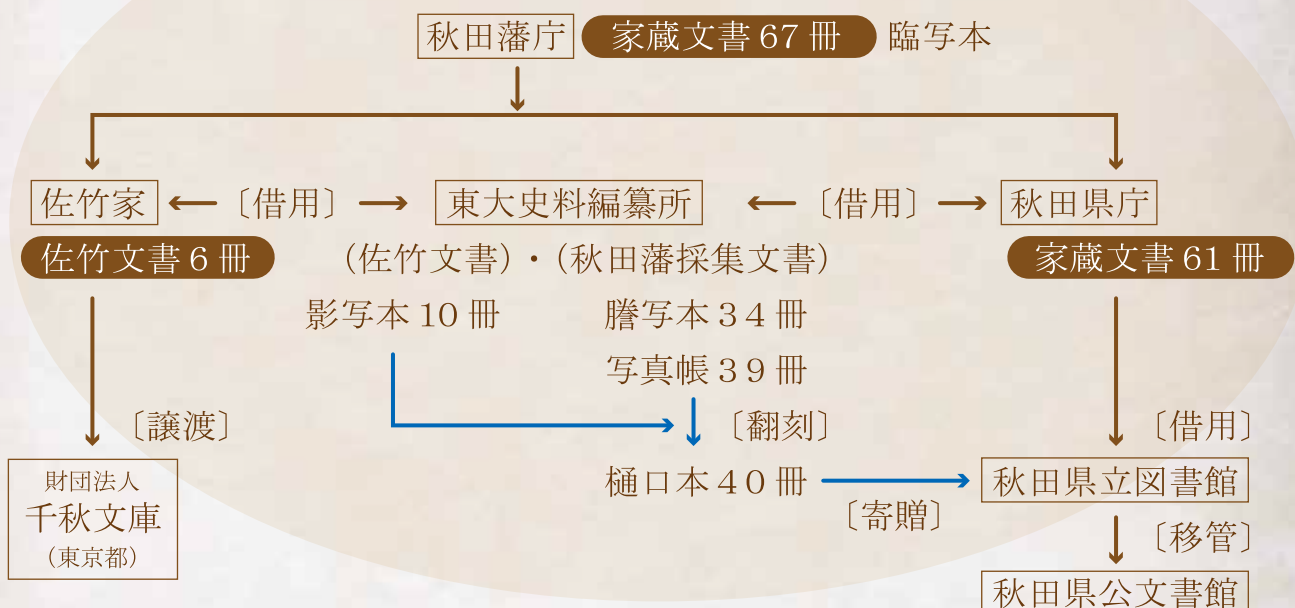 秋田藩庁 家蔵文書67冊 臨写本
佐竹家 〔借用〕 東大史料編纂所 〔借用〕 秋田県庁
佐竹文書6冊 (佐竹文書)・(秋田藩採集文書) 家蔵文書61冊
影写本10冊 謄写本34冊
写真帳39冊
〔譲渡〕 〔翻刻〕 〔借用〕
財団法人
千秋文庫
(東京都)
樋口本40冊 秋田県立図書館
〔寄贈〕
〔移管〕
秋田県公文書館